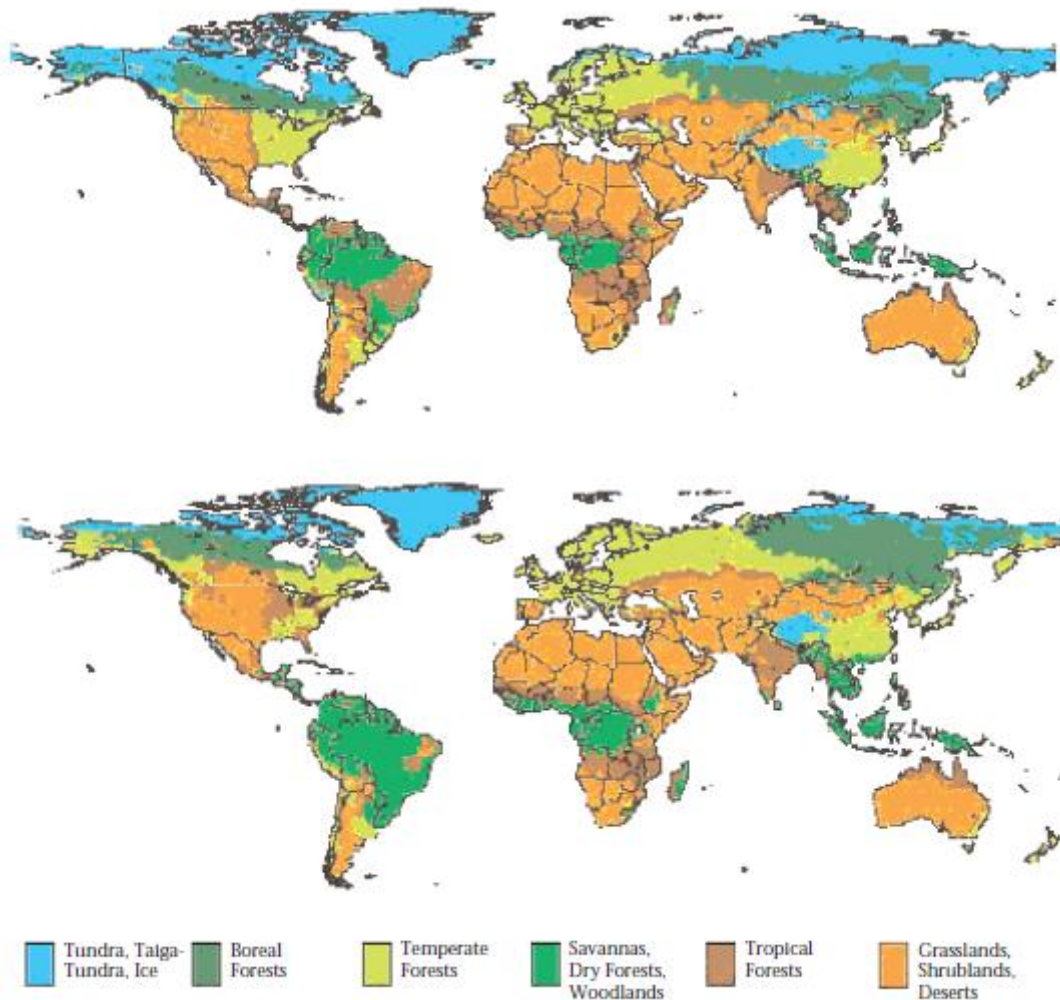 Tundra, Taiga-
Tundra, Ice
Boreal
Forests
Temperate
Forests
Savannas,
Dry Forests,
Woodlands
Tropical
Forests
Grasslands,
Shrublands,
Deserts